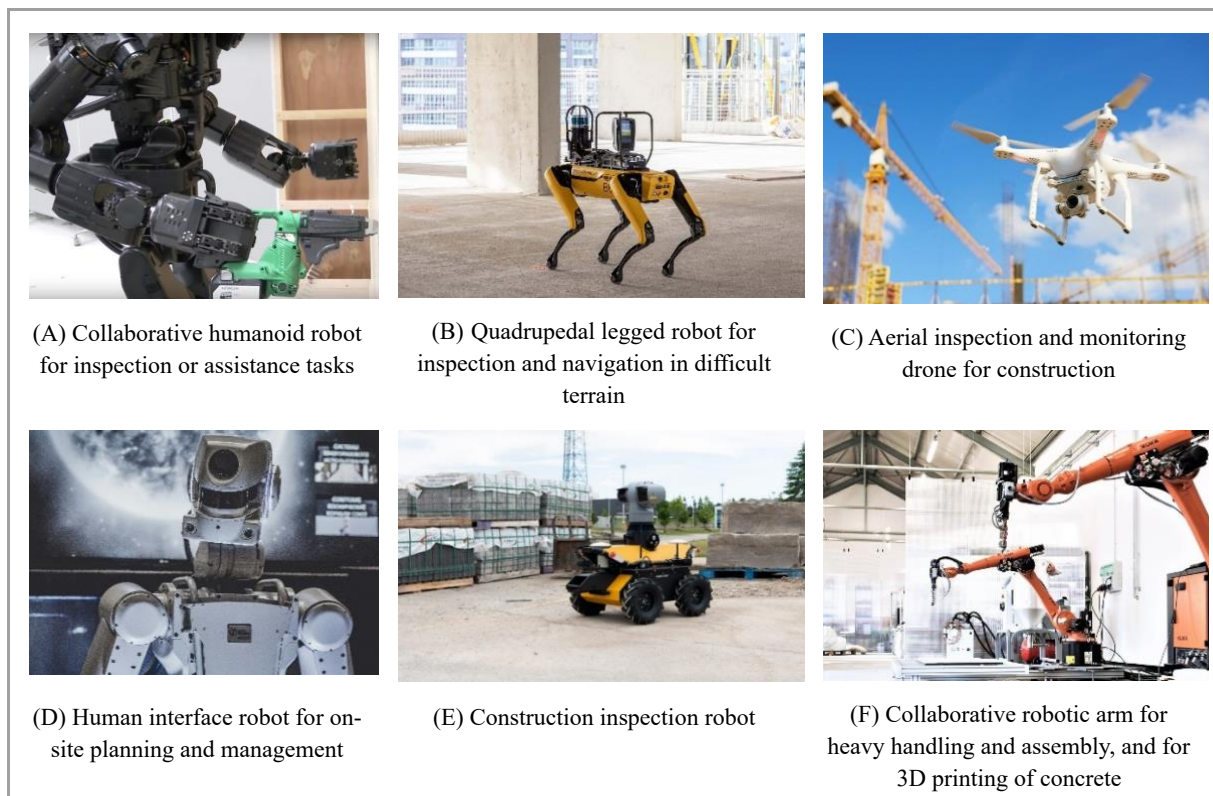 (A) Collaborative humanoid robot
for inspection or assistance tasks
(B) Quadrupedal legged robot for
inspection and navigation in difficult
terrain
(C) Aerial inspection and monitoring
drone for construction
(D) Human interface robot for on-
site planning and management
(E) Construction inspection robot
(F) Collaborative robotic arm for
heavy handling and assembly, and for
3D printing of concrete